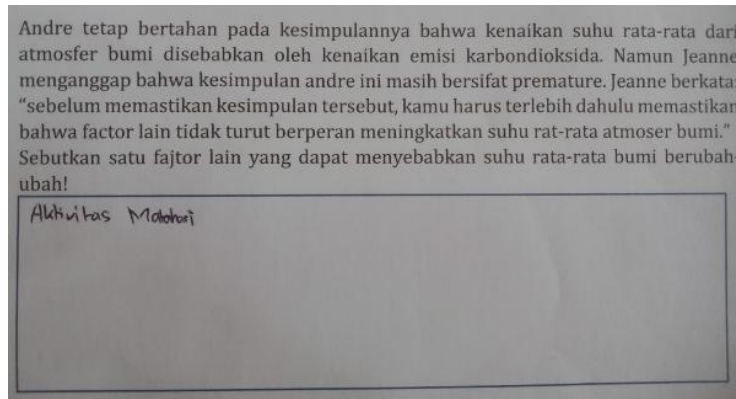 Andre tetap bertahan pada kesimpulannya bahwa kenaikan suhu rata-rata dari
atmosfer bumi disebabkan oleh kenaikan emisi karbondioksida. Namun Jeanne
menganggap bahwa kesimpulan andre ini masih bersifat premature. Jeanne berkata:
“sebelum memastikan kesimpulan tersebut, kamu harus terlebih dahulu memastikan
bahwa factor lain tidak turut berperan meningkatkan suhu rat-rata atmoser bumi.”
Sebutkan satu fajtor lain yang dapat menyebabkan suhu rata-rata bumi berubah-
ubah!
Aktivitas Matahari